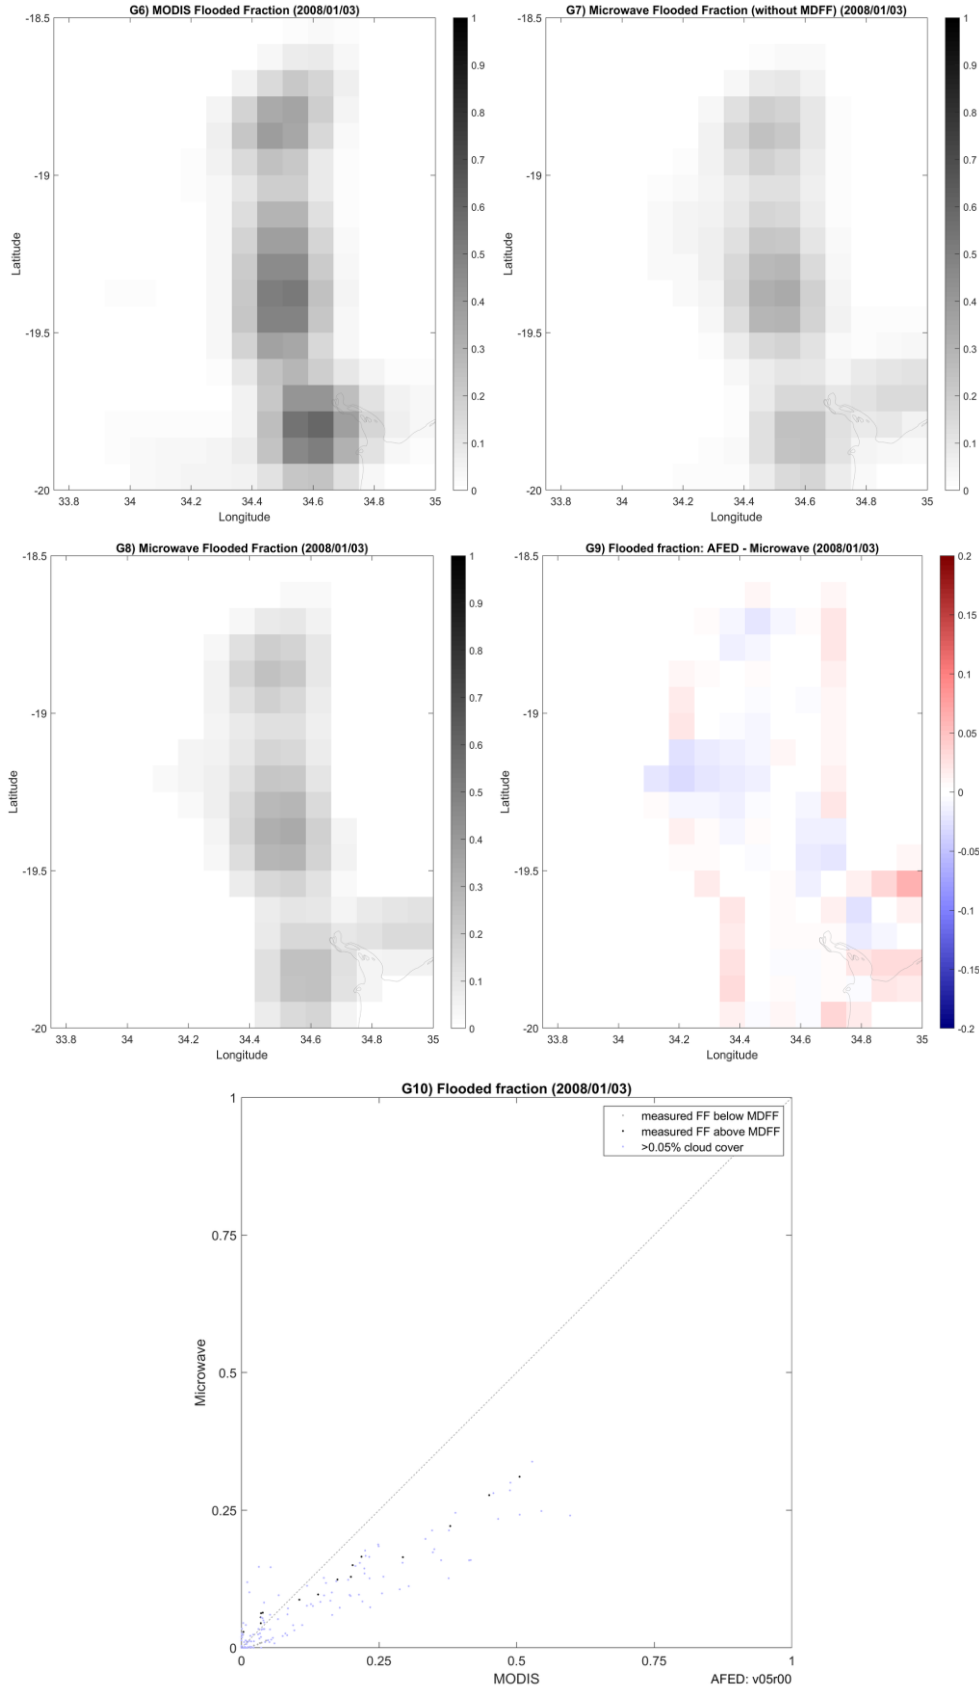 G6) MODIS Flooded Fraction (2008/01/03)
-18.5
-19
-19.5
-20
Latitude
33.8 34 34.2 34.4 34.6 34.8 35
Longitude
1
0.9
0.8
0.7
0.6
0.5
0.4
0.3
0.2
0.1
0
G7) Microwave Flooded Fraction (without MDFF) (2008/01/03)
-18.5
-19
-19.5
-20
Latitude
33.8 34 34.2 34.4 34.6 34.8 35
Longitude
1
0.9
0.8
0.7
0.6
0.5
0.4
0.3
0.2
0.1
0
G8) Microwave Flooded Fraction (2008/01/03)
-18.5
-19
-19.5
-20
Latitude
33.8 34 34.2 34.4 34.6 34.8 35
Longitude
1
0.9
0.8
0.7
0.6
0.5
0.4
0.3
0.2
0.1
0
G9) Flooded fraction: AFED - Microwave (2008/01/03)
-18.5
-19
-19.5
-20
Latitude
33.8 34 34.2 34.4 34.6 34.8 35
Longitude
0.2
0.15
0.1
0.05
0
-0.05
-0.1
-0.15
-0.2
G10) Flooded fraction (2008/01/03)
measured FF below MDFF
measured FF above MDFF
>0.05% cloud cover
1
0.75
0.5
0.25
0
Microwave
0 0.25 0.5 0.75 1
MODIS
AFED: v05r00